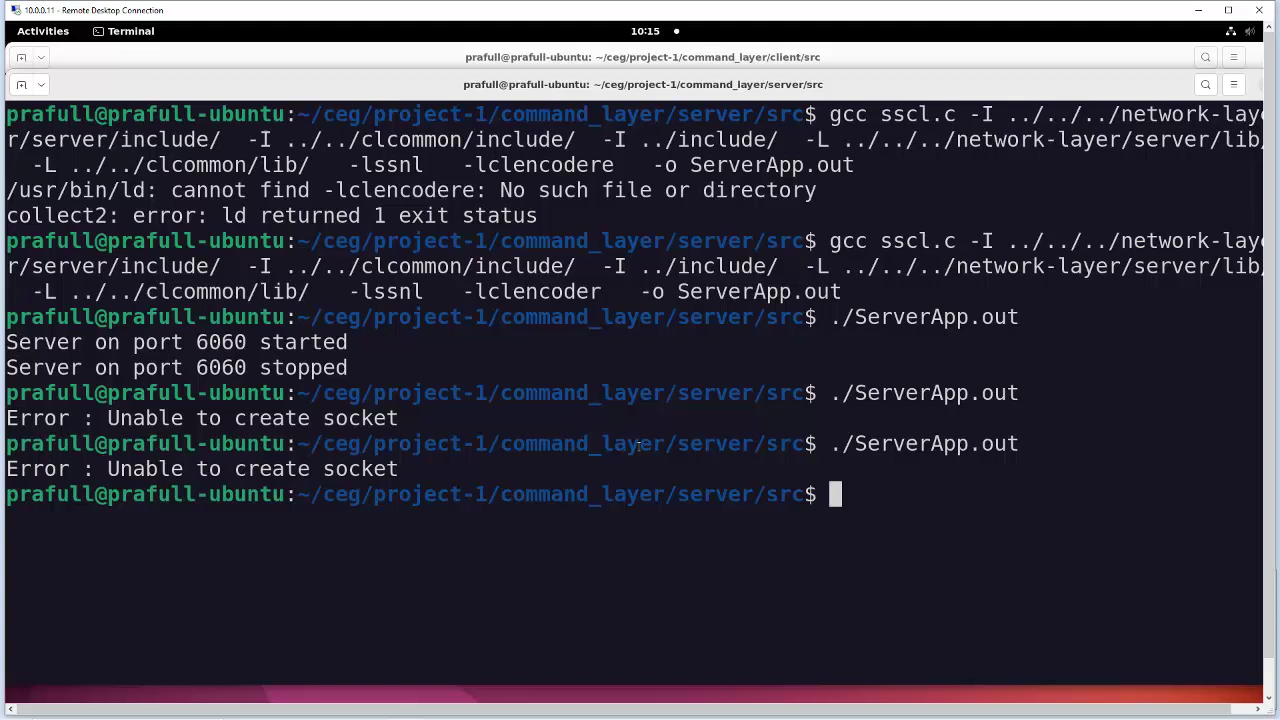 10.0.0.11 - Remote Desktop Connection
Activities Terminal 10:15
prafull@prafull-ubuntu: ~/ceg/project-1/command_layer/client/src
prafull@prafull-ubuntu: ~/ceg/project-1/command_layer/server/src
prafull@prafull-ubuntu:~/ceg/project-1/command_layer/server/src$ gcc sscl.c -I ../../../network-laye
r/server/include/ -I ../../clcommon/include/ -I ../include/ -L ../../../network-layer/server/lib/
-L ../../clcommon/lib/ -lssnl -lclencodere -o ServerApp.out
/usr/bin/ld: cannot find -lclencodere: No such file or directory
collect2: error: ld returned 1 exit status
prafull@prafull-ubuntu:~/ceg/project-1/command_layer/server/src$ gcc sscl.c -I ../../../network-laye
r/server/include/ -I ../../clcommon/include/ -I ../include/ -L ../../../network-layer/server/lib/
-L ../../clcommon/lib/ -lssnl -lclencoder -o ServerApp.out
prafull@prafull-ubuntu:~/ceg/project-1/command_layer/server/src$ ./ServerApp.out
Server on port 6060 started
Server on port 6060 stopped
prafull@prafull-ubuntu:~/ceg/project-1/command_layer/server/src$ ./ServerApp.out
Error : Unable to create socket
prafull@prafull-ubuntu:~/ceg/project-1/command_layer/server/src$ ./ServerApp.out
Error : Unable to create socket
prafull@prafull-ubuntu:~/ceg/project-1/command_layer/server/src$